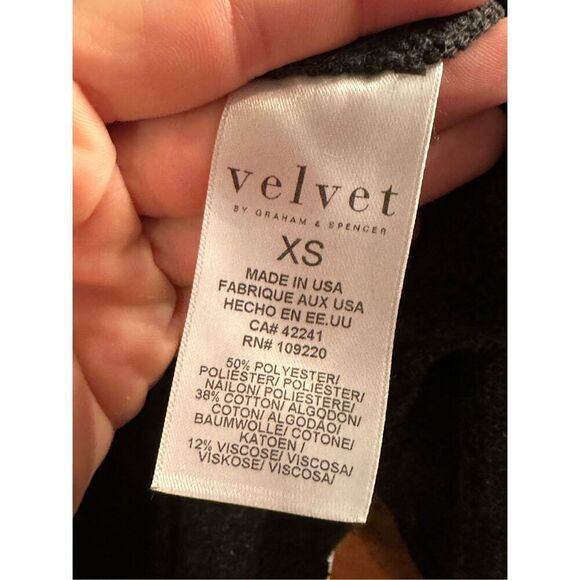 velvet
BY GRAHAM & SPENCER
XS
MADE IN USA
FABRIQUE AUX USA
HECHO EN EE.UU
CA# 42241
RN# 109220
50% POLYESTER/
POLIESTER/ POLIESTER/
NAILON/ POLIESTERE/
38% COTTON/ ALGODON/
COTON/ ALGODAO/
BAUMWOLLE/ COTONE/
KATOEN /
12% VISCOSE/ VISCOSA/
VISKOSE/ VISCOSA/